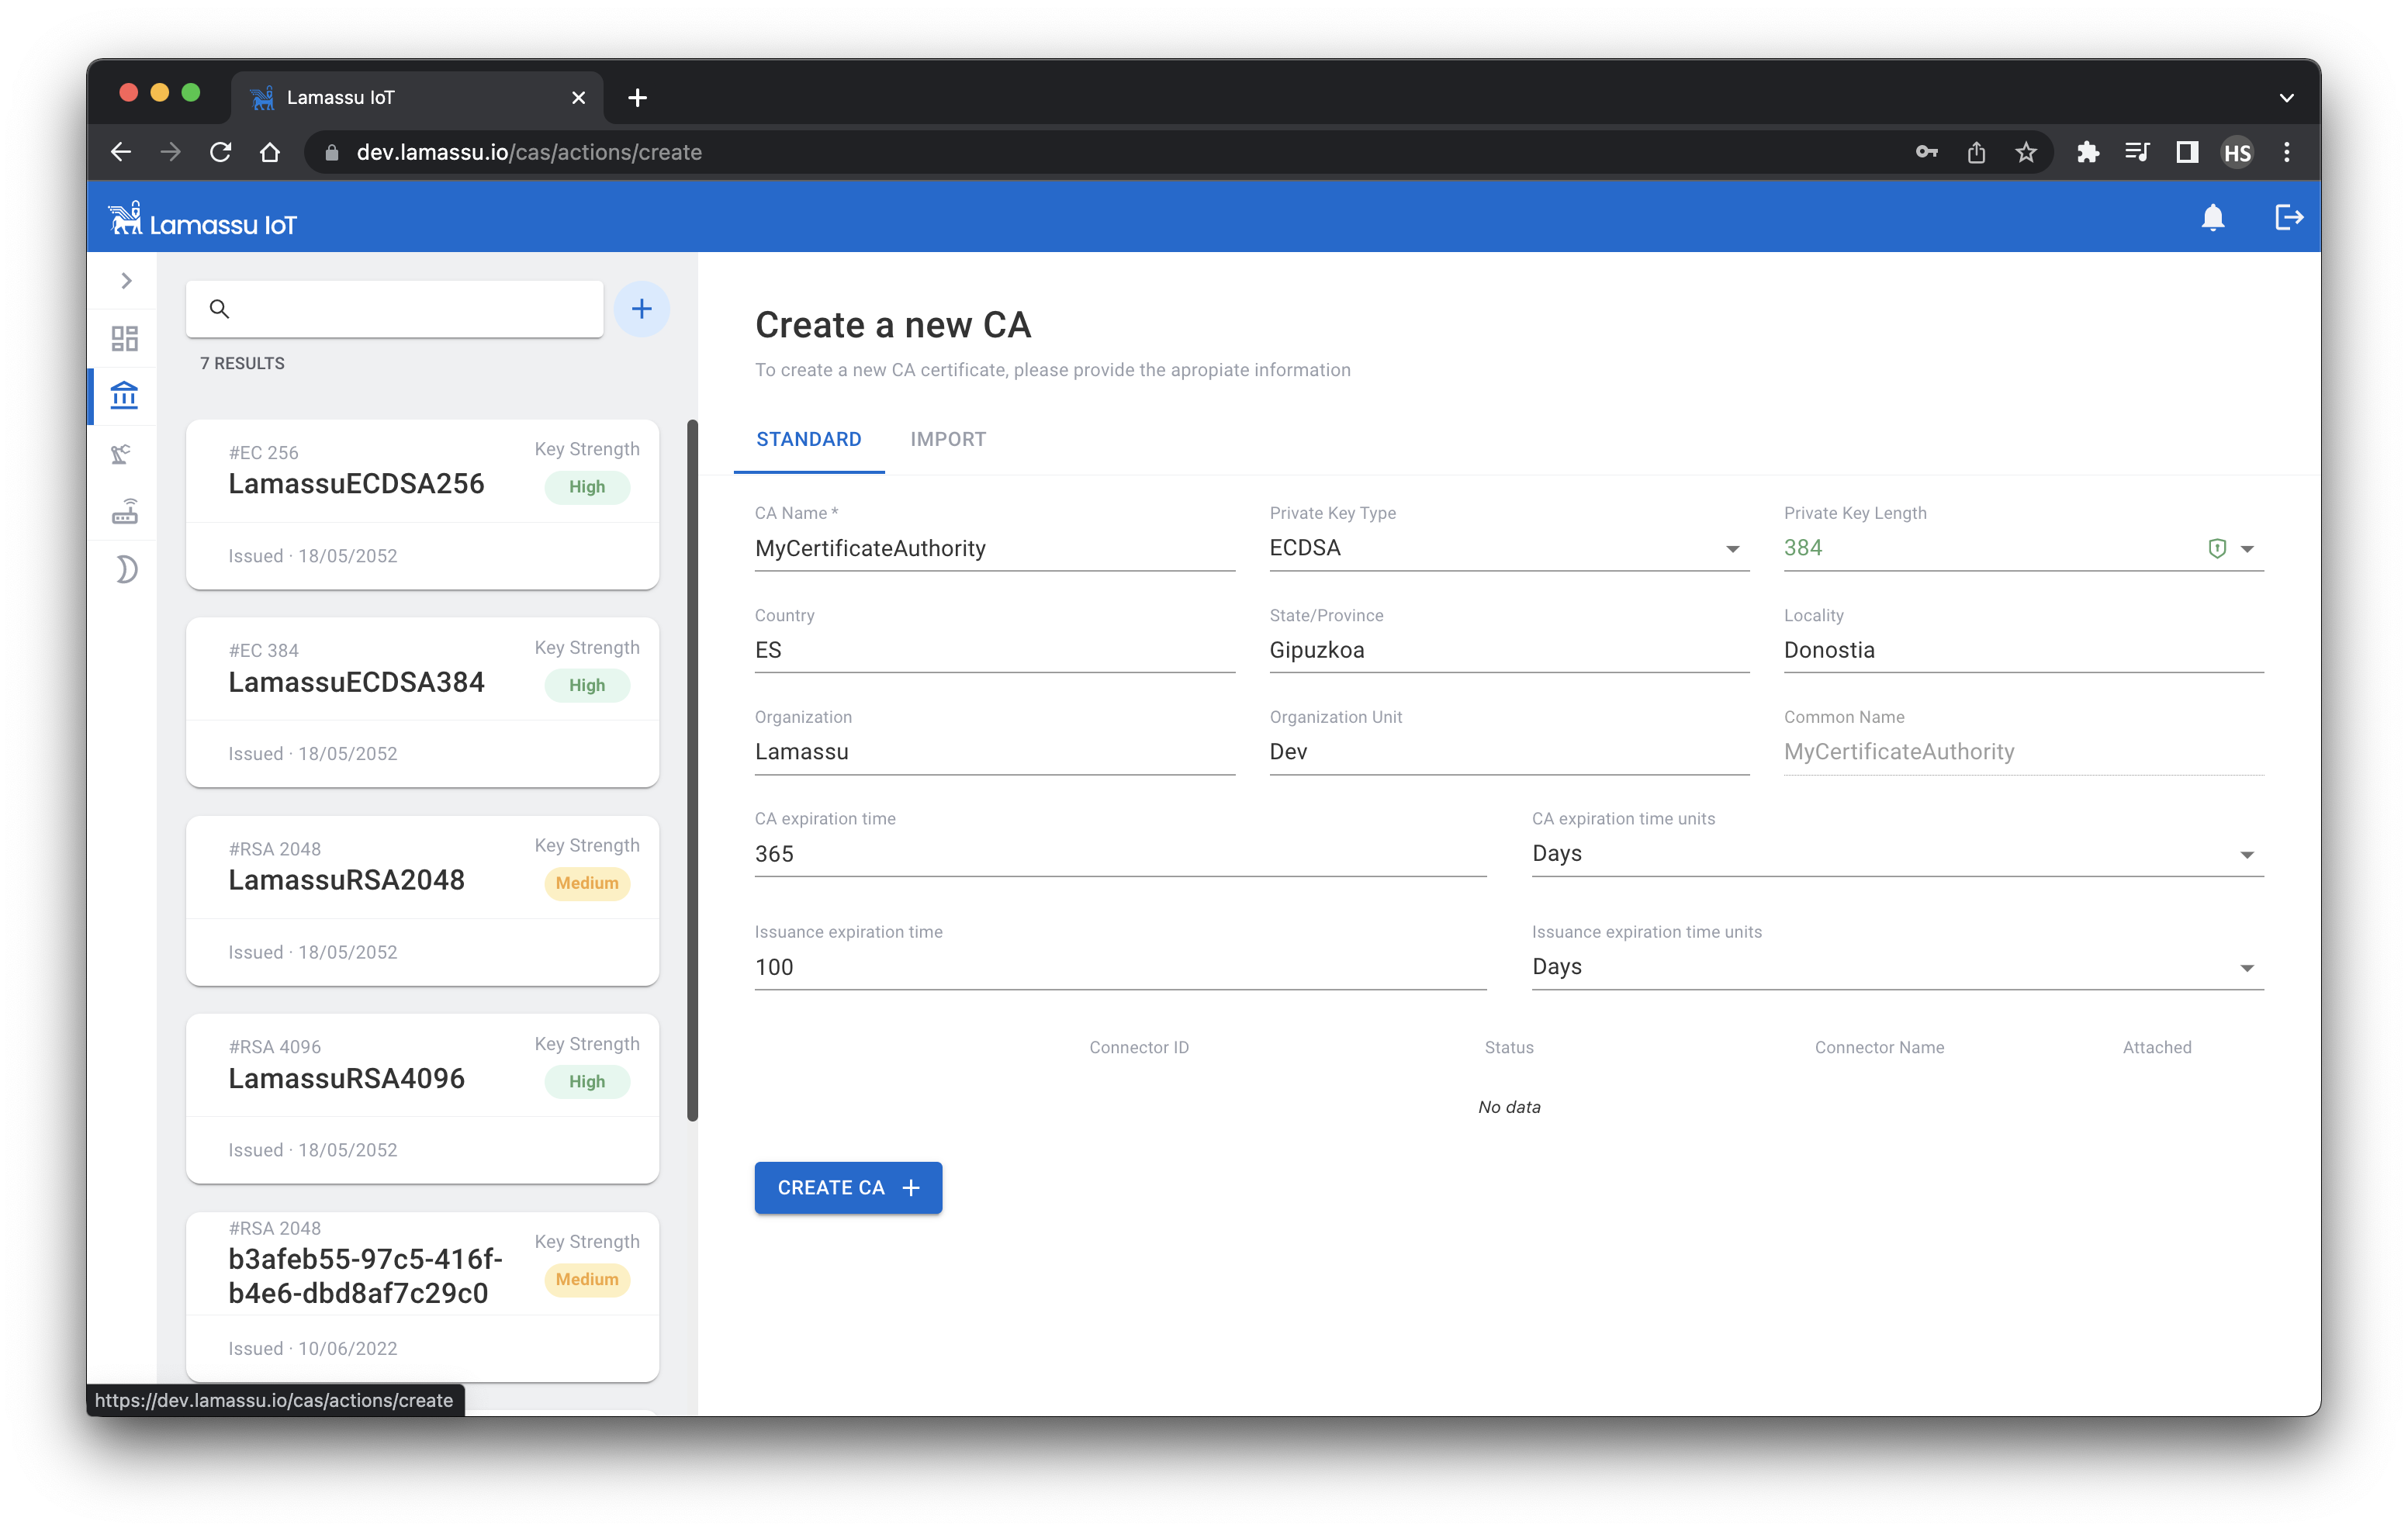 Lamassu IoT
dev.lamassu.io/cas/actions/create
HS
Lamassu IoT
7 RESULTS
#EC 256
LamassuECDSA256
Key Strength
High
Issued · 18/05/2052
#EC 384
LamassuECDSA384
Key Strength
High
Issued · 18/05/2052
#RSA 2048
LamassuRSA2048
Key Strength
Medium
Issued · 18/05/2052
#RSA 4096
LamassuRSA4096
Key Strength
High
Issued · 18/05/2052
#RSA 2048
b3afeb55-97c5-416f-
b4e6-dbd8af7c29c0
Key Strength
Medium
Issued · 10/06/2022
https://dev.lamassu.io/cas/actions/create
Create a new CA
To create a new CA certificate, please provide the apropiate information
STANDARD IMPORT
CA Name *
MyCertificateAuthority
Private Key Type
ECDSA
Private Key Length
384
Country
ES
State/Province
Gipuzkoa
Locality
Donostia
Organization
Lamassu
Organization Unit
Dev
Common Name
MyCertificateAuthority
CA expiration time
365
CA expiration time units
Days
Issuance expiration time
100
Issuance expiration time units
Days
Connector ID Status Connector Name Attached
No data
CREATE CA +